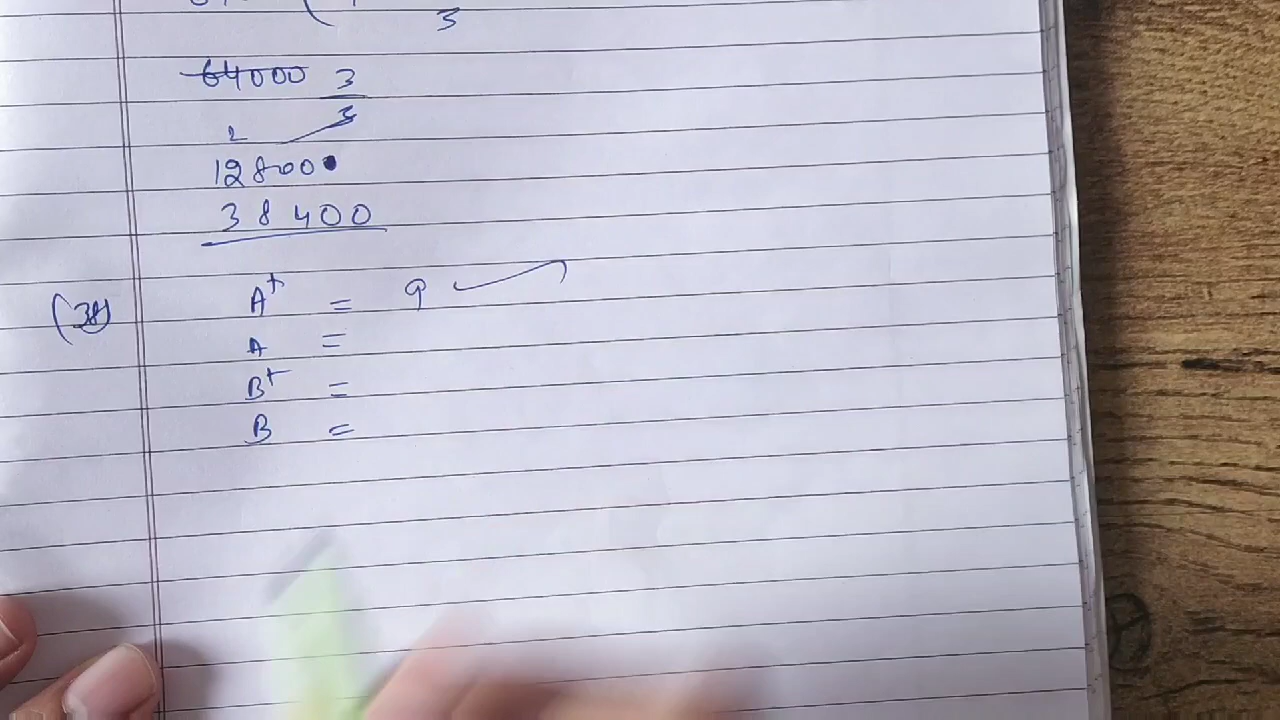 3
64000 3
3
2
12800
38400
(38) A+ = 9
A =
B+ =
B =